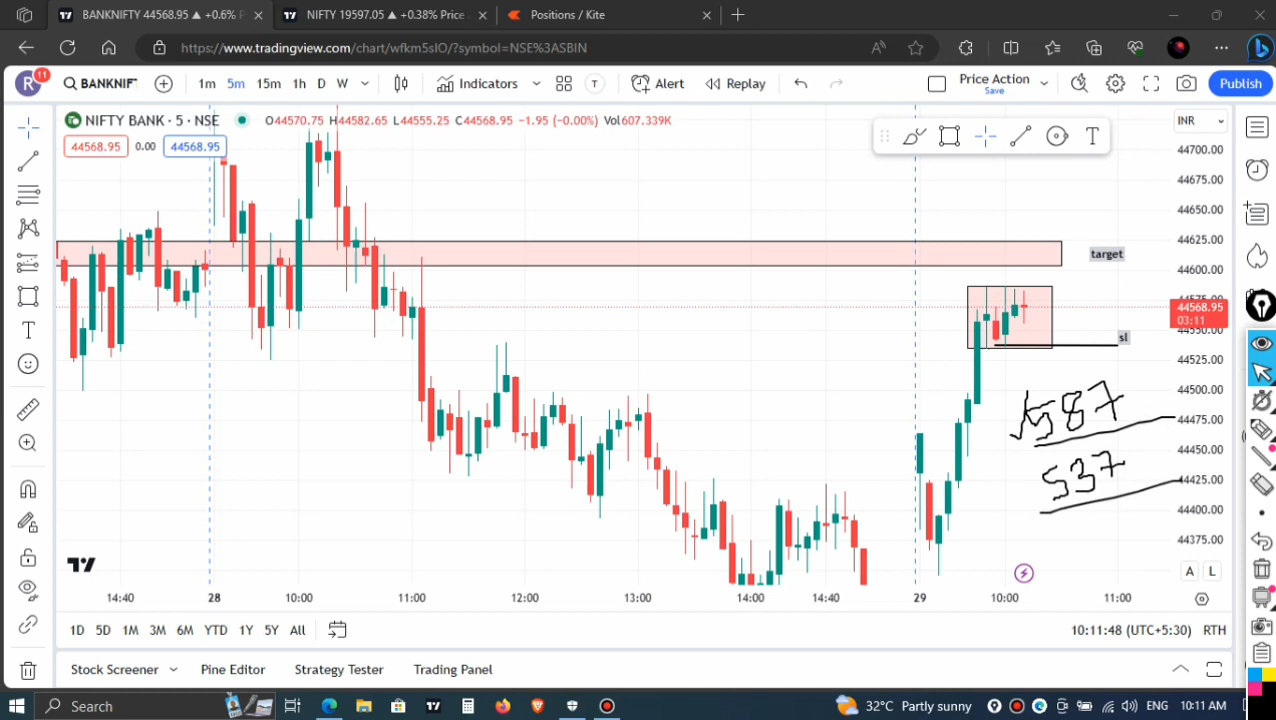 BANKNIFTY 44568.95 ▲ +0.6% P
NIFTY 19597.05 ▲ +0.38% Price
Positions / Kite
https://www.tradingview.com/chart/wfkm5slO/?symbol=NSE%3ASBIN
R 11 BANKNIF 1m 5m 15m 1h D W Indicators T Alert Replay Price Action Save Publish
NIFTY BANK · 5 · NSE O44570.75 H44582.65 L44555.25 C44568.95 −1.95 (−0.00%) Vol607.339K
INR
44568.95 0.00 44568.95
T
44700.00
44675.00
44650.00
44625.00
target
44600.00
44575.00
44568.95
03:11
44550.00
sl
44525.00
44500.00
587
44475.00
44450.00
537
44425.00
44400.00
44375.00
A L
14:40 28 10:00 11:00 12:00 13:00 14:00 14:40 29 10:00 11:00
1D 5D 1M 3M 6M YTD 1Y 5Y All 10:11:48 (UTC+5:30) RTH
Stock Screener Pine Editor Strategy Tester Trading Panel
Search 32°C Partly sunny ENG 10:11 AM